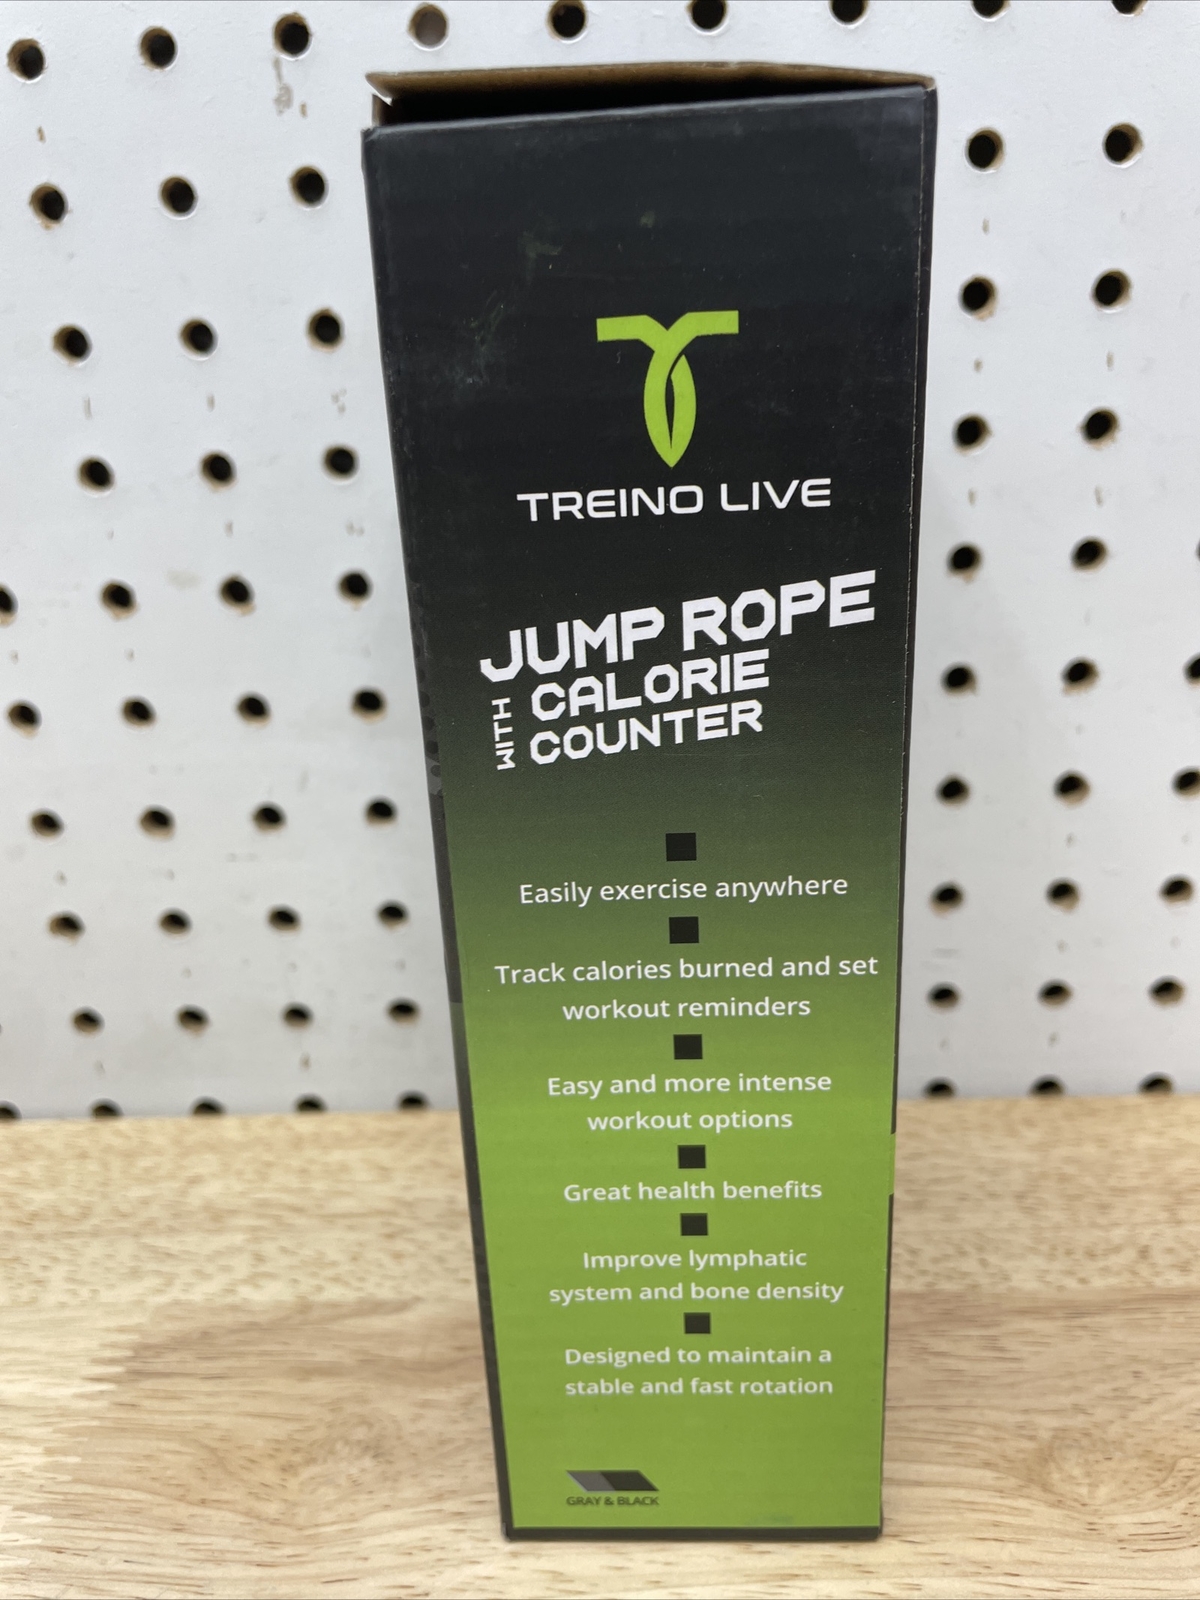 TREINO LIVE
JUMP ROPE
WITH CALORIE
COUNTER
Easily exercise anywhere
Track calories burned and set
workout reminders
Easy and more intense
workout options
Great health benefits
Improve lymphatic
system and bone density
Designed to maintain a
stable and fast rotation
GRAY & BLACK